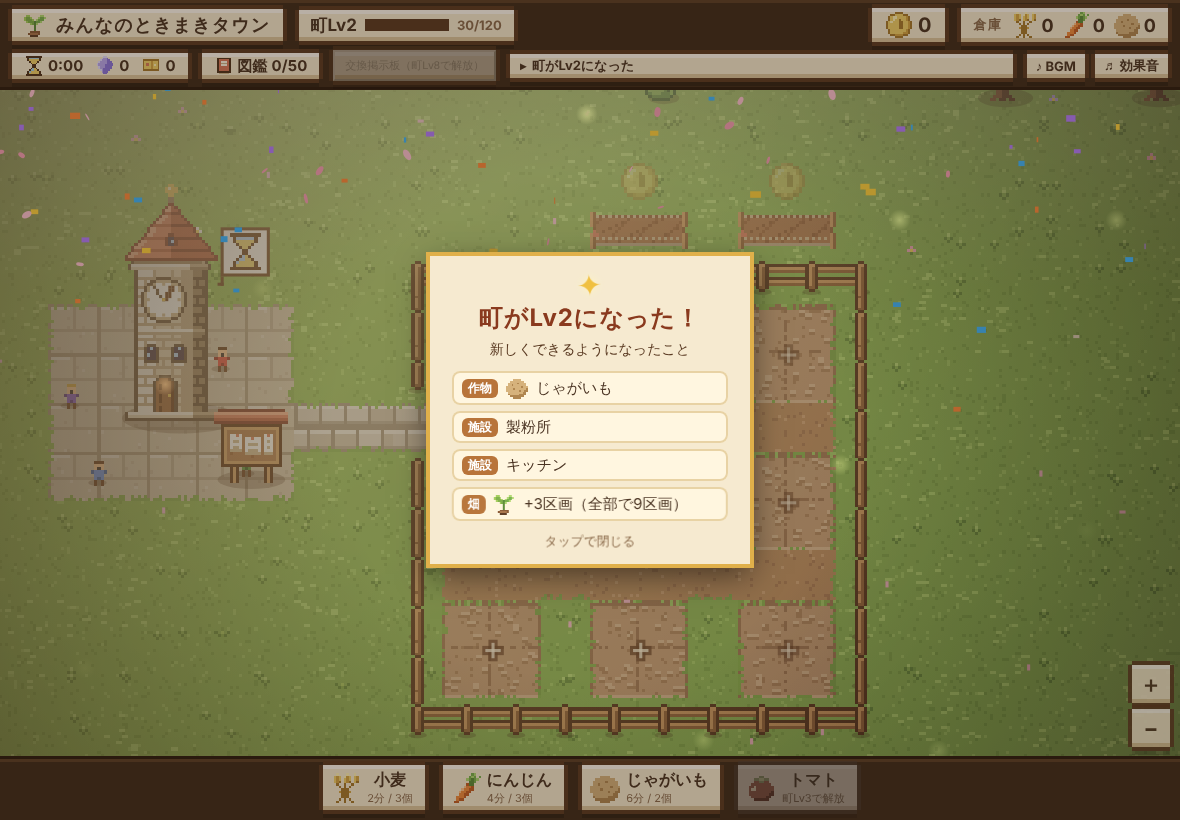 みんなのときまきタウン
町Lv2 30/120
0
倉庫 0 0 0
0:00 0 0
図鑑 0/50
交換掲示板（町Lv8で解放）
▸ 町がLv2になった
♪ BGM
♬ 効果音
町がLv2になった！
新しくできるようになったこと
作物 じゃがいも
施設 製粉所
施設 キッチン
畑 +3区画（全部で9区画）
タップで閉じる
+
−
小麦
2分 / 3個
にんじん
4分 / 3個
じゃがいも
6分 / 2個
トマト
町Lv3で解放